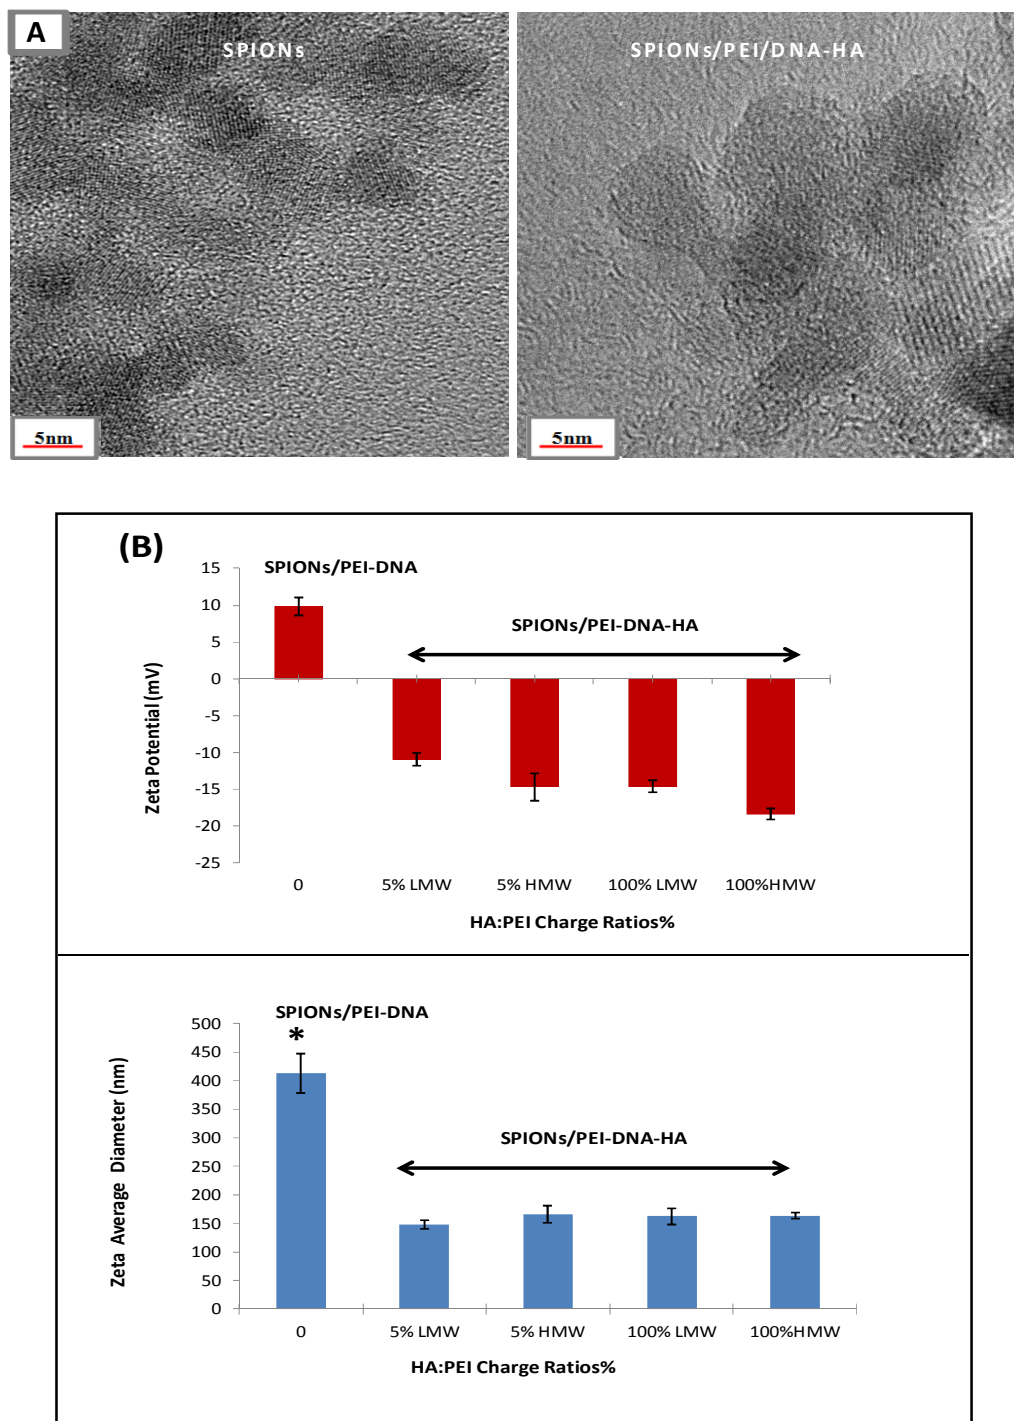 A
SPIONs
SPIONs/PEI/DNA-HA
5nm
5nm
(B)
SPIONs/PEI-DNA
SPIONs/PEI-DNA-HA
Zeta Potential (mV)
15
10
5
0
-5
-10
-15
-20
-25
0
5% LMW
5% HMW
100% LMW
100%HMW
HA:PEI Charge Ratios%
SPIONs/PEI-DNA
*
SPIONs/PEI-DNA-HA
Zeta Average Diameter (nm)
500
450
400
350
300
250
200
150
100
50
0
0
5% LMW
5% HMW
100% LMW
100%HMW
HA:PEI Charge Ratios%